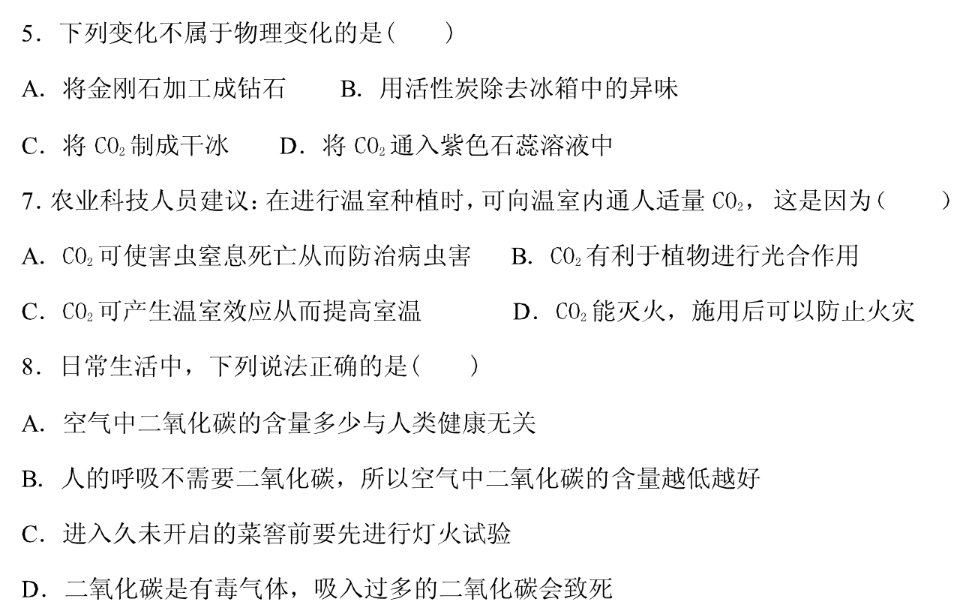 5．下列变化不属于物理变化的是(　　)
A．将金刚石加工成钻石　　B．用活性炭除去冰箱中的异味
C．将 CO₂ 制成干冰　　D．将 CO₂ 通入紫色石蕊溶液中
7．农业科技人员建议：在进行温室种植时，可向温室内通人适量 CO₂， 这是因为(　　)
A．CO₂ 可使害虫窒息死亡从而防治病虫害　　B．CO₂ 有利于植物进行光合作用
C．CO₂ 可产生温室效应从而提高室温　　D．CO₂ 能灭火，施用后可以防止火灾
8．日常生活中，下列说法正确的是(　　)
A．空气中二氧化碳的含量多少与人类健康无关
B．人的呼吸不需要二氧化碳，所以空气中二氧化碳的含量越低越好
C．进入久未开启的菜窖前要先进行灯火试验
D．二氧化碳是有毒气体，吸入过多的二氧化碳会致死